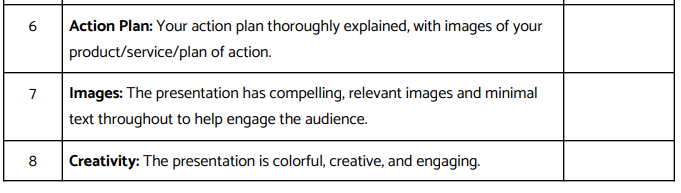 6 Action Plan: Your action plan thoroughly explained, with images of your
product/service/plan of action.
7 Images: The presentation has compelling, relevant images and minimal
text throughout to help engage the audience.
8 Creativity: The presentation is colorful, creative, and engaging.